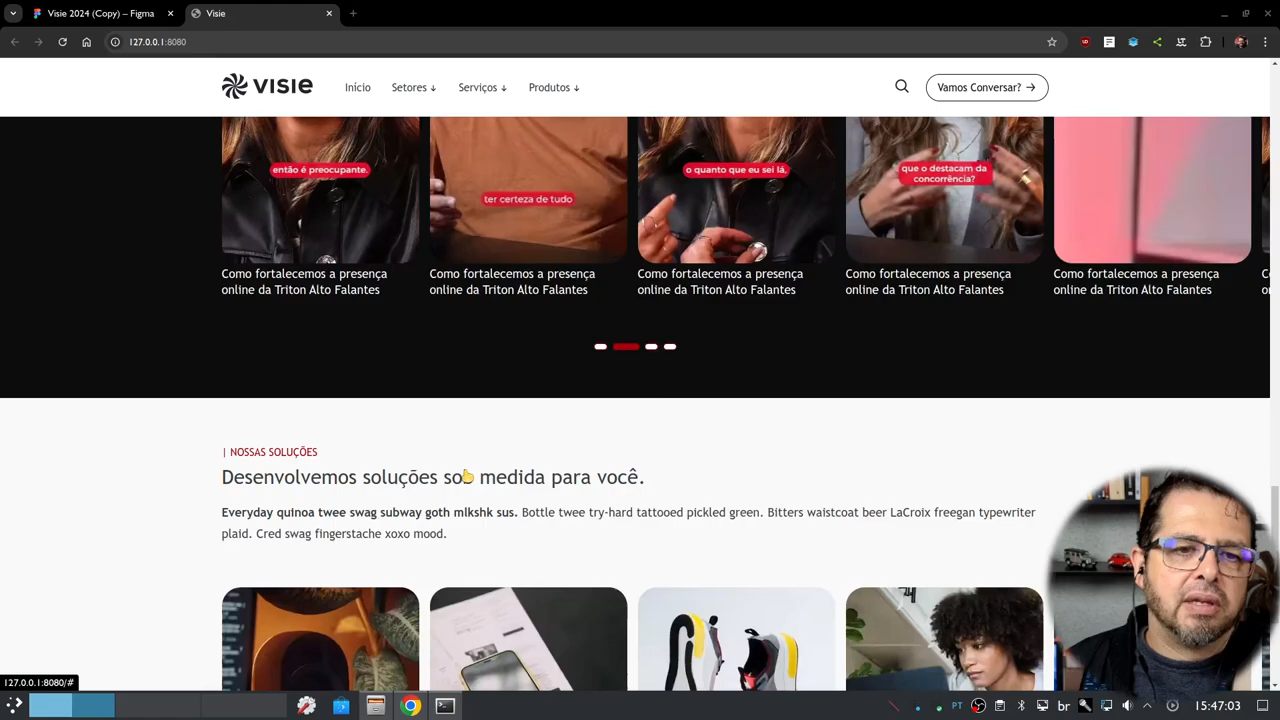 Visie 2024 (Copy) – Figma
Visie
127.0.0.1:8080
VISIE
Início
Setores ↓
Serviços ↓
Produtos ↓
Vamos Conversar? →
então é preocupante.
ter certeza de tudo
o quanto que eu sei lá,
que o destacam da
concorrência?
Como fortalecemos a presença
online da Triton Alto Falantes
Como fortalecemos a presença
online da Triton Alto Falantes
Como fortalecemos a presença
online da Triton Alto Falantes
Como fortalecemos a presença
online da Triton Alto Falantes
Como fortalecemos a presença
online da Triton Alto Falantes
| NOSSAS SOLUÇÕES
Desenvolvemos soluções sob medida para você.
Everyday quinoa twee swag subway goth mlkshk sus. Bottle twee try-hard tattooed pickled green. Bitters waistcoat beer LaCroix freegan typewriter
plaid. Cred swag fingerstache xoxo mood.
127.0.0.1:8080/#
PT
br
15:47:03